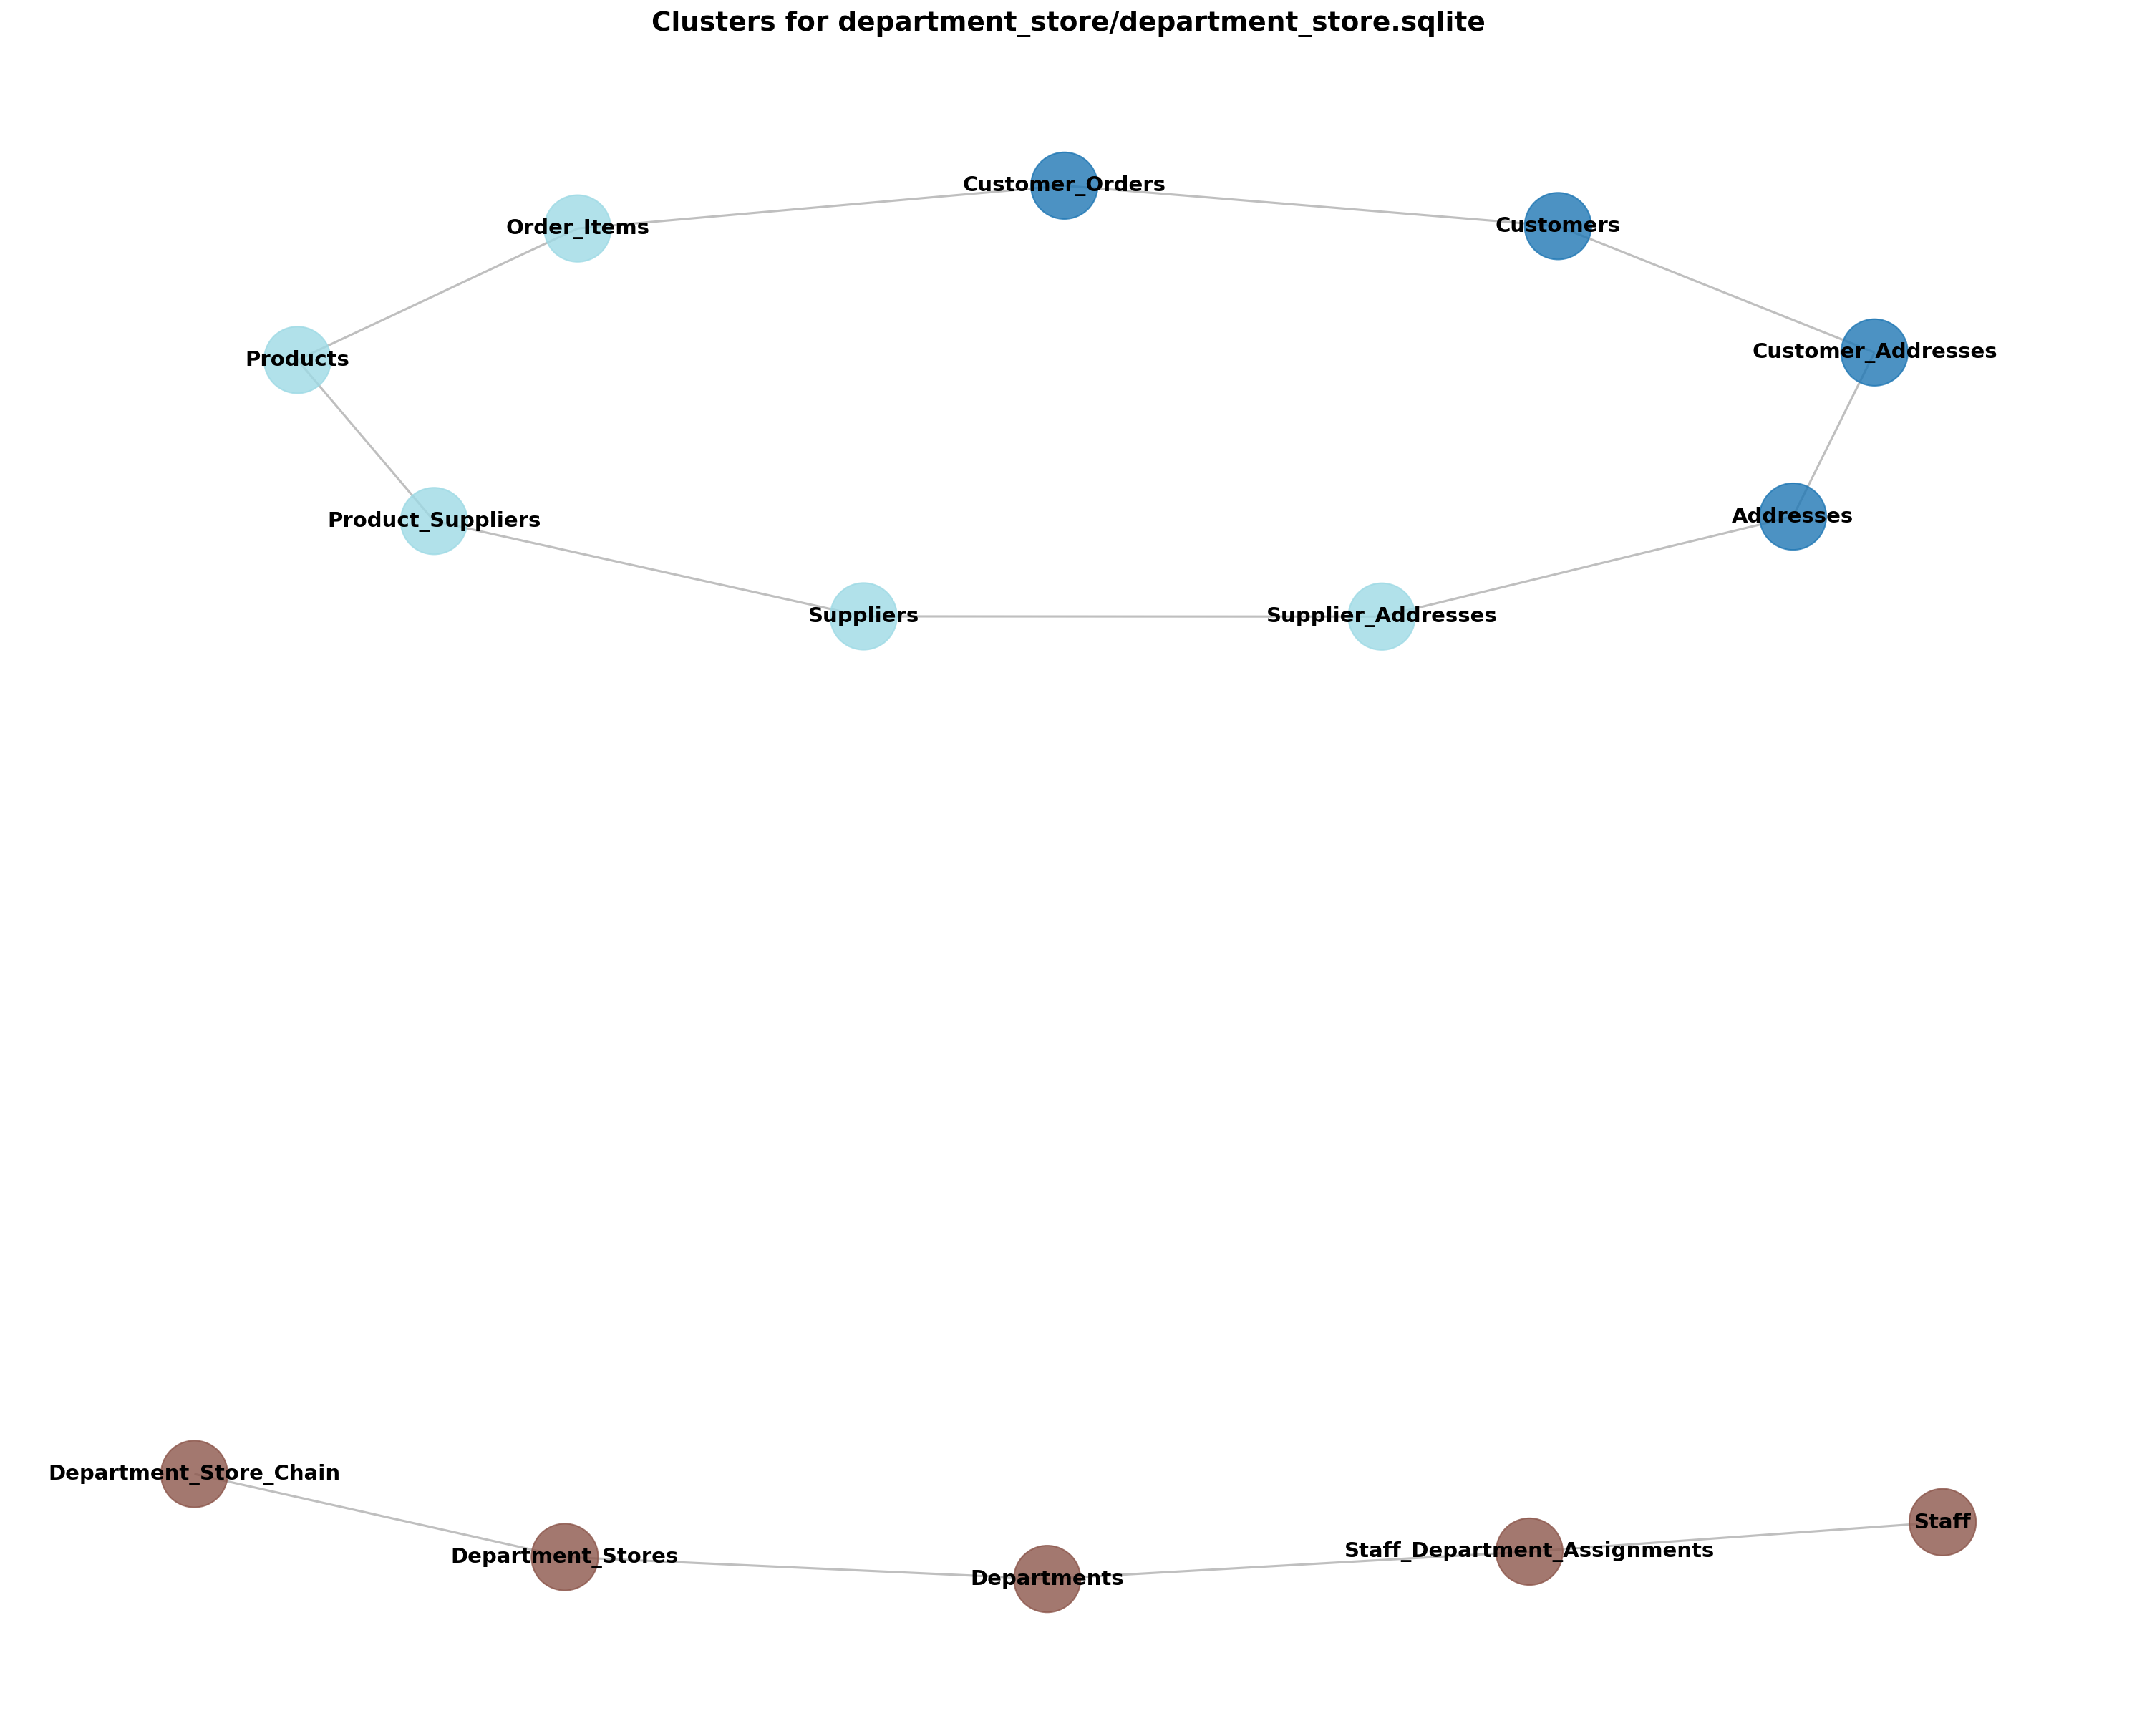 Clusters for department_store/department_store.sqlite
Customer_Orders
Customers
Order_Items
Customer_Addresses
Products
Addresses
Product_Suppliers
Suppliers
Supplier_Addresses
Department_Store_Chain
Staff
Staff_Department_Assignments
Department_Stores
Departments